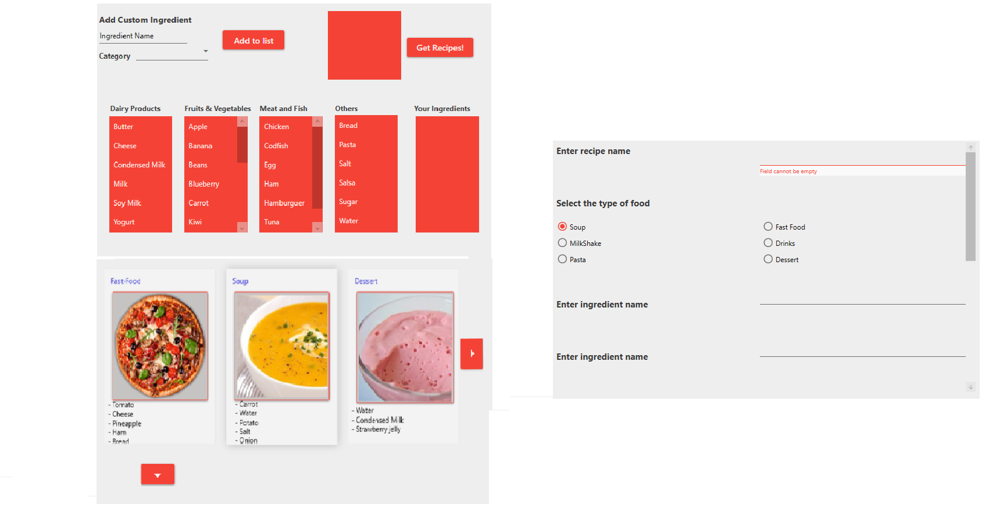 Add Custom Ingredient
Ingredient Name
Category
Add to list
Get Recipes!
Dairy Products
Butter
Cheese
Condensed Milk
Milk
Soy Milk
Yogurt
Fruits & Vegetables
Apple
Banana
Beans
Blueberry
Carrot
Kiwi
Meat and Fish
Chicken
Codfish
Egg
Ham
Hamburguer
Tuna
Others
Bread
Pasta
Salt
Salsa
Sugar
Water
Your Ingredients
Fast-Food
- Tomato
- Cheese
- Pineapple
- Ham
- Bread
Soup
- Carrot
- Water
- Potato
- Salt
- Onion
Dessert
- Water
- Condensed Milk
- Strawberry jelly
Enter recipe name
Field cannot be empty
Select the type of food
Soup
Fast Food
MilkShake
Drinks
Pasta
Dessert
Enter ingredient name
Enter ingredient name